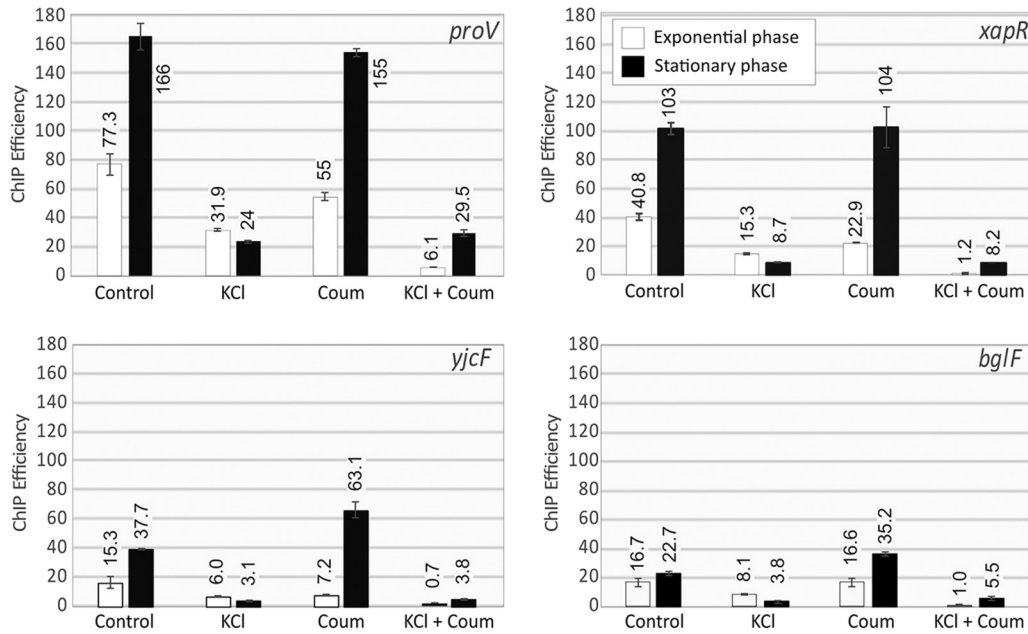 proV
ChIP Efficiency
180
160
140
120
100
80
60
40
20
0
77.3
166
31.9
24
55
155
6.1
29.5
Control
KCl
Coum
KCl + Coum
xapR
Exponential phase
Stationary phase
ChIP Efficiency
180
160
140
120
100
80
60
40
20
0
40.8
103
15.3
8.7
22.9
104
1.2
8.2
Control
KCl
Coum
KCl + Coum
yjcF
ChIP Efficiency
180
160
140
120
100
80
60
40
20
0
15.3
37.7
6.0
3.1
7.2
63.1
0.7
3.8
Control
KCl
Coum
KCl + Coum
bglF
ChIP Efficiency
180
160
140
120
100
80
60
40
20
0
16.7
22.7
8.1
3.8
16.6
35.2
1.0
5.5
Control
KCl
Coum
KCl + Coum